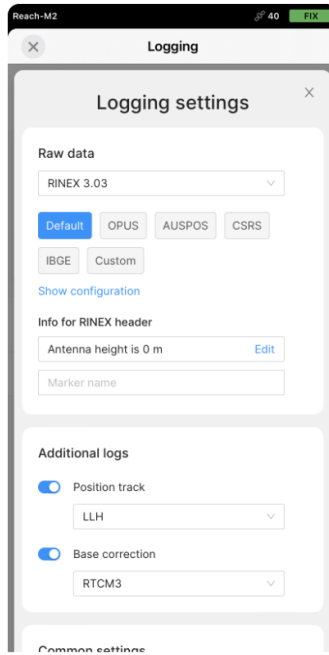 Reach-M2 40 FIX
Logging
Logging settings
Raw data
RINEX 3.03
Default OPUS AUSPOS CSRS
IBGE Custom
Show configuration
Info for RINEX header
Antenna height is 0 m Edit
Marker name
Additional logs
Position track
LLH
Base correction
RTCM3
Common settings